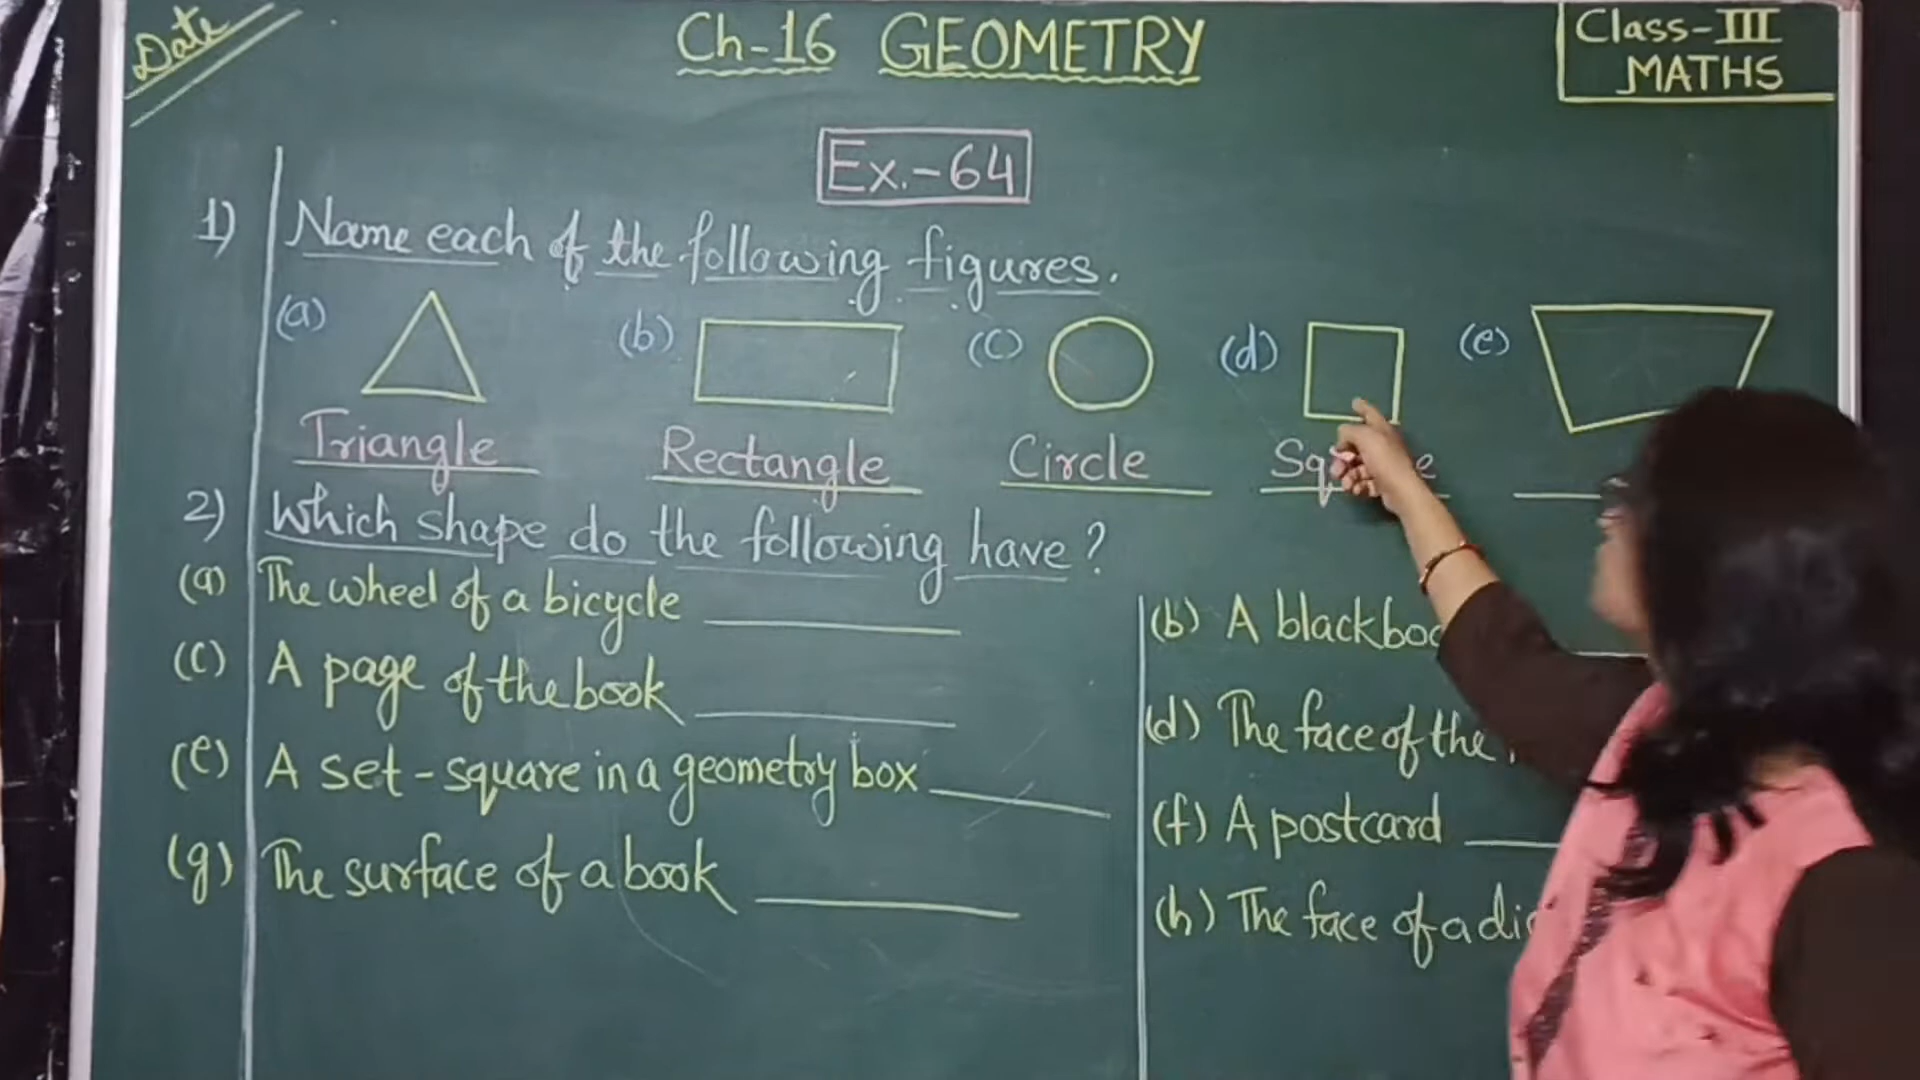 Date
Ch-16 GEOMETRY
Class-III
MATHS
Ex.-64
1) Name each of the following figures.
(a) (b) (c) (d) (e)
Triangle Rectangle Circle
2) Which shape do the following have?
(a) The wheel of a bicycle
(b) A
(c) A page of the book
(d) The face of the
(e) A set-square in a geometry box
(f) A postcard
(g) The surface of a book
(h) The face of a